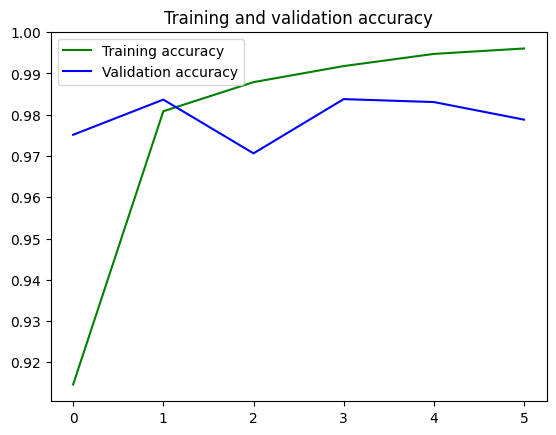 Training and validation accuracy
1.00
Training accuracy
0.99
Validation accuracy
0.98
0.97
0.96
0.95
0.94
0.93
0.92
0 1 2 3 4 5